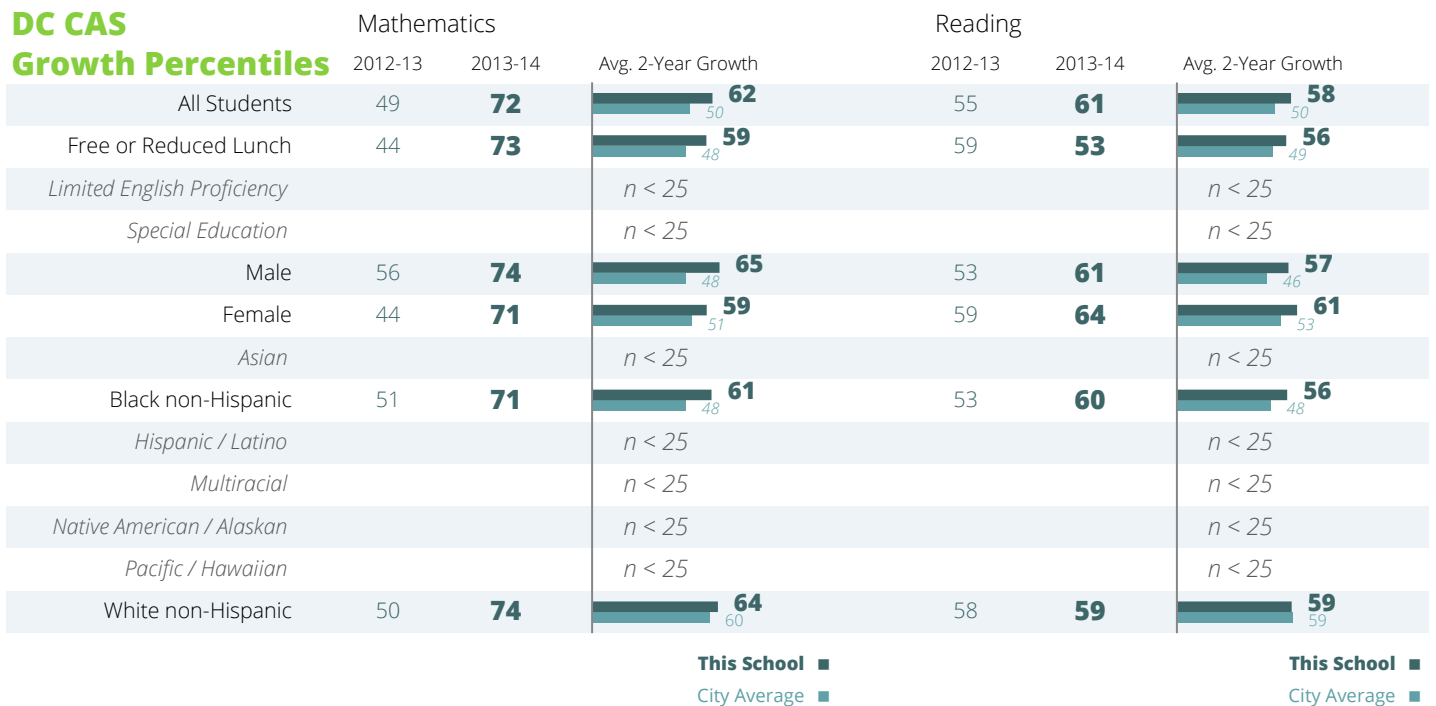 DC CAS
Growth Percentiles
Mathematics Reading
2012-13 2013-14 Avg. 2-Year Growth 2012-13 2013-14 Avg. 2-Year Growth
All Students 49 72 62 50 55 61 58 50
Free or Reduced Lunch 44 73 59 48 59 53 56 49
Limited English Proficiency n < 25 n < 25
Special Education n < 25 n < 25
Male 56 74 65 48 53 61 57 46
Female 44 71 59 51 59 64 61 53
Asian n < 25 n < 25
Black non-Hispanic 51 71 61 48 53 60 56 48
Hispanic / Latino n < 25 n < 25
Multiracial n < 25 n < 25
Native American / Alaskan n < 25 n < 25
Pacific / Hawaiian n < 25 n < 25
White non-Hispanic 50 74 64 60 58 59 59 59
This School This School
City Average City Average